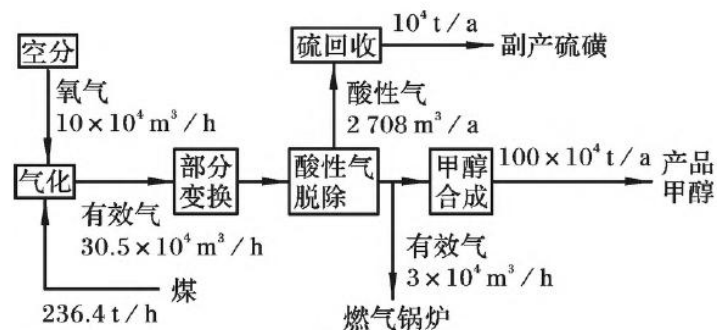 空分
氧气
10×10⁴ m³/h
气化
有效气
30.5×10⁴ m³/h
煤
236.4 t/h
部分
变换
硫回收
10⁴ t/a
副产硫磺
酸性气
2 708 m³/a
酸性气
脱除
甲醇
合成
100×10⁴ t/a
产品
甲醇
有效气
3×10⁴ m³/h
燃气锅炉